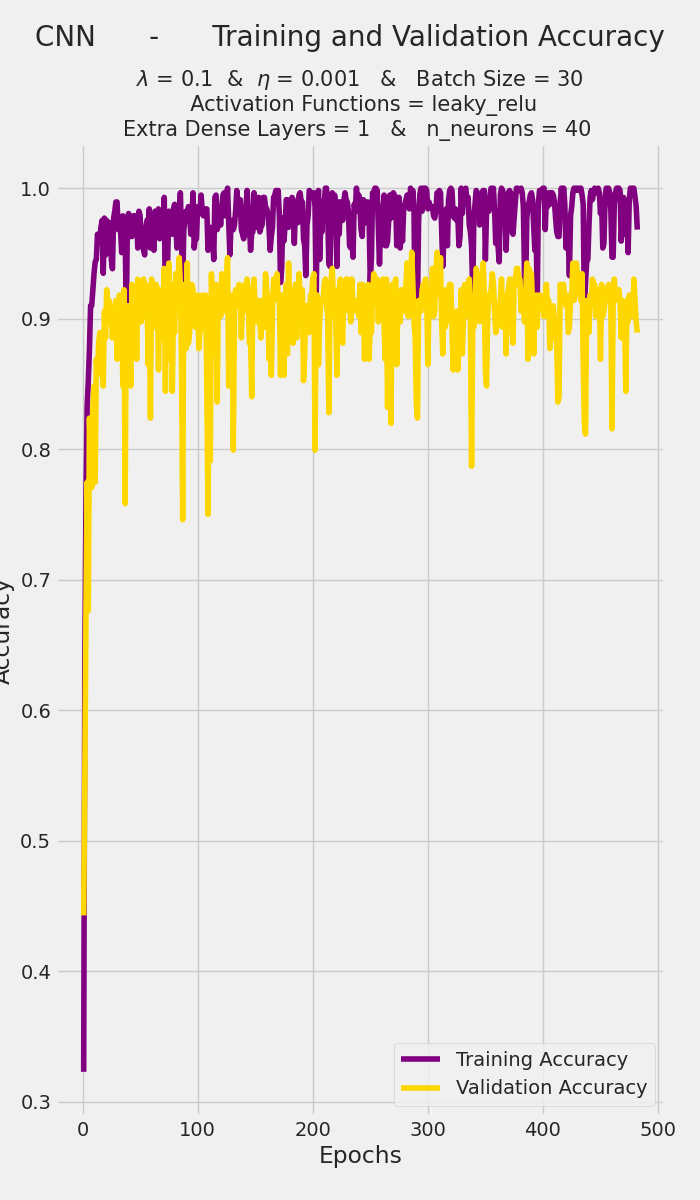 CNN - Training and Validation Accuracy
λ = 0.1 & η = 0.001 & Batch Size = 30
Activation Functions = leaky_relu
Extra Dense Layers = 1 & n_neurons = 40
1.0
0.9
0.8
0.7
0.6
0.5
0.4
0.3
Accuracy
0 100 200 300 400 500
Epochs
Training Accuracy
Validation Accuracy